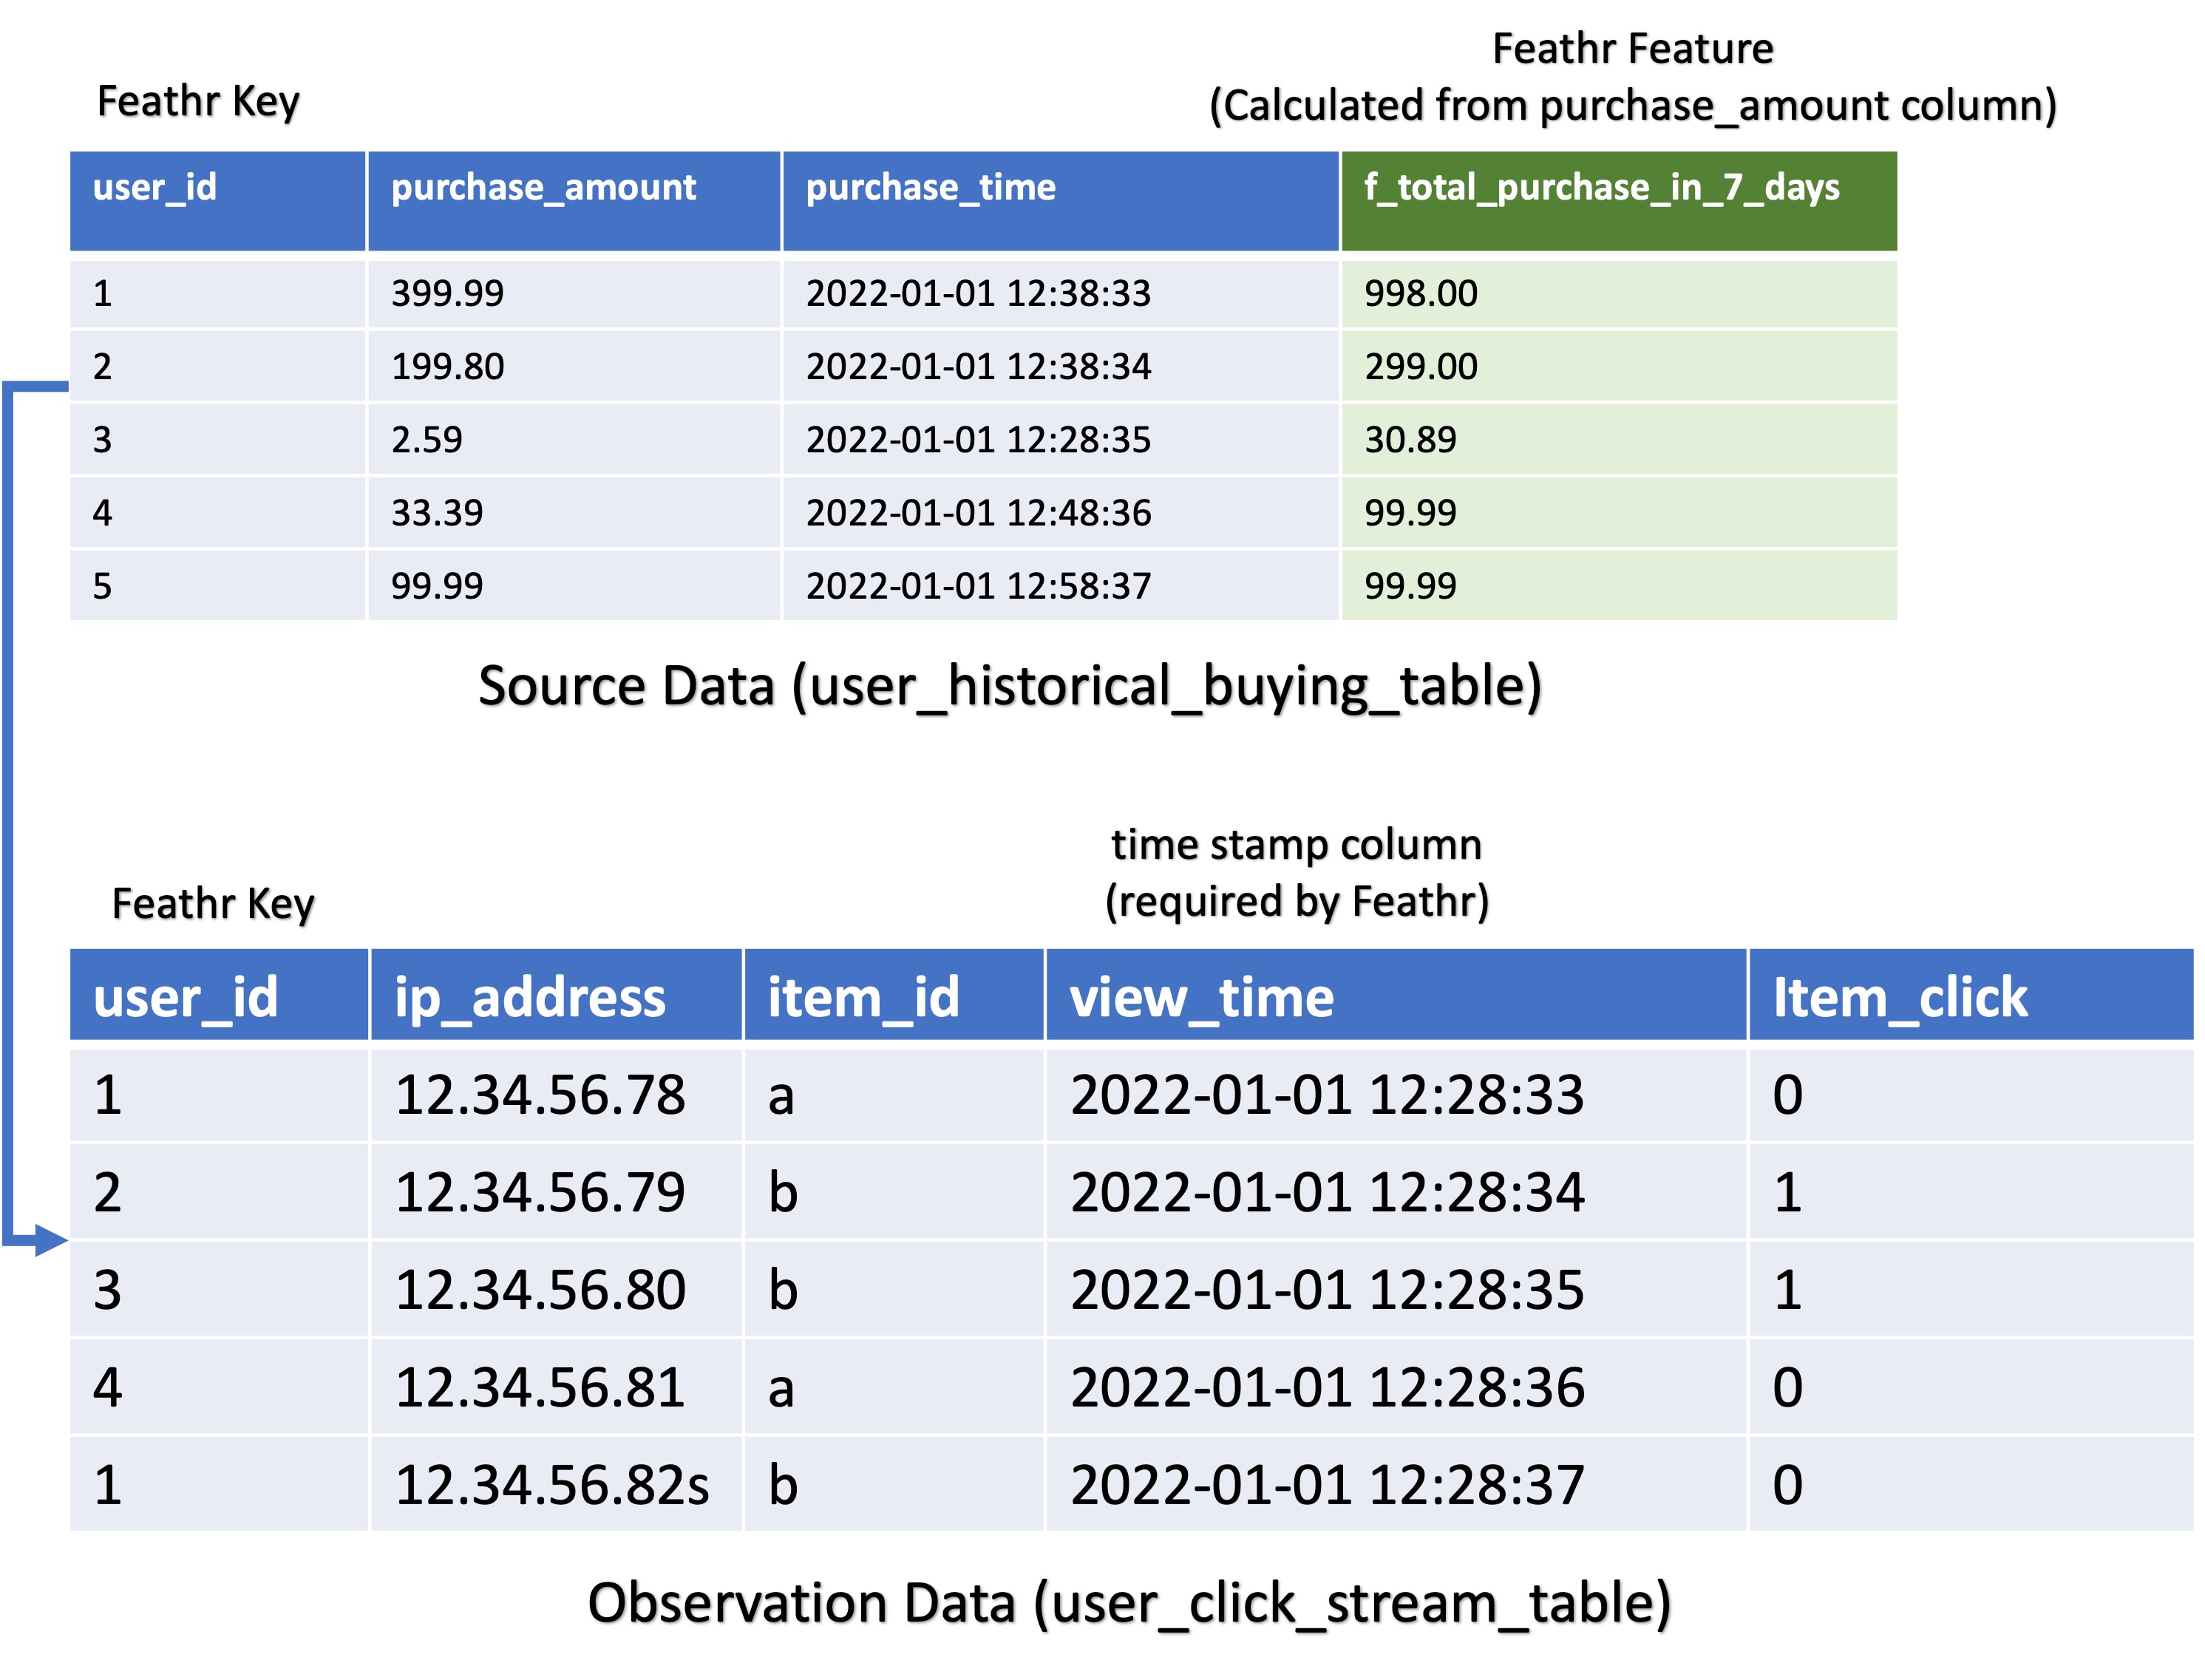 Feathr Feature
Feathr Key
(Calculated from purchase_amount column)
user_id purchase_amount purchase_time f_total_purchase_in_7_days
1 399.99 2022-01-01 12:38:33 998.00
2 199.80 2022-01-01 12:38:34 299.00
3 2.59 2022-01-01 12:28:35 30.89
4 33.39 2022-01-01 12:48:36 99.99
5 99.99 2022-01-01 12:58:37 99.99
Source Data (user_historical_buying_table)
time stamp column
Feathr Key (required by Feathr)
user_id ip_address item_id view_time Item_click
1 12.34.56.78 a 2022-01-01 12:28:33 0
2 12.34.56.79 b 2022-01-01 12:28:34 1
3 12.34.56.80 b 2022-01-01 12:28:35 1
4 12.34.56.81 a 2022-01-01 12:28:36 0
1 12.34.56.82s b 2022-01-01 12:28:37 0
Observation Data (user_click_stream_table)